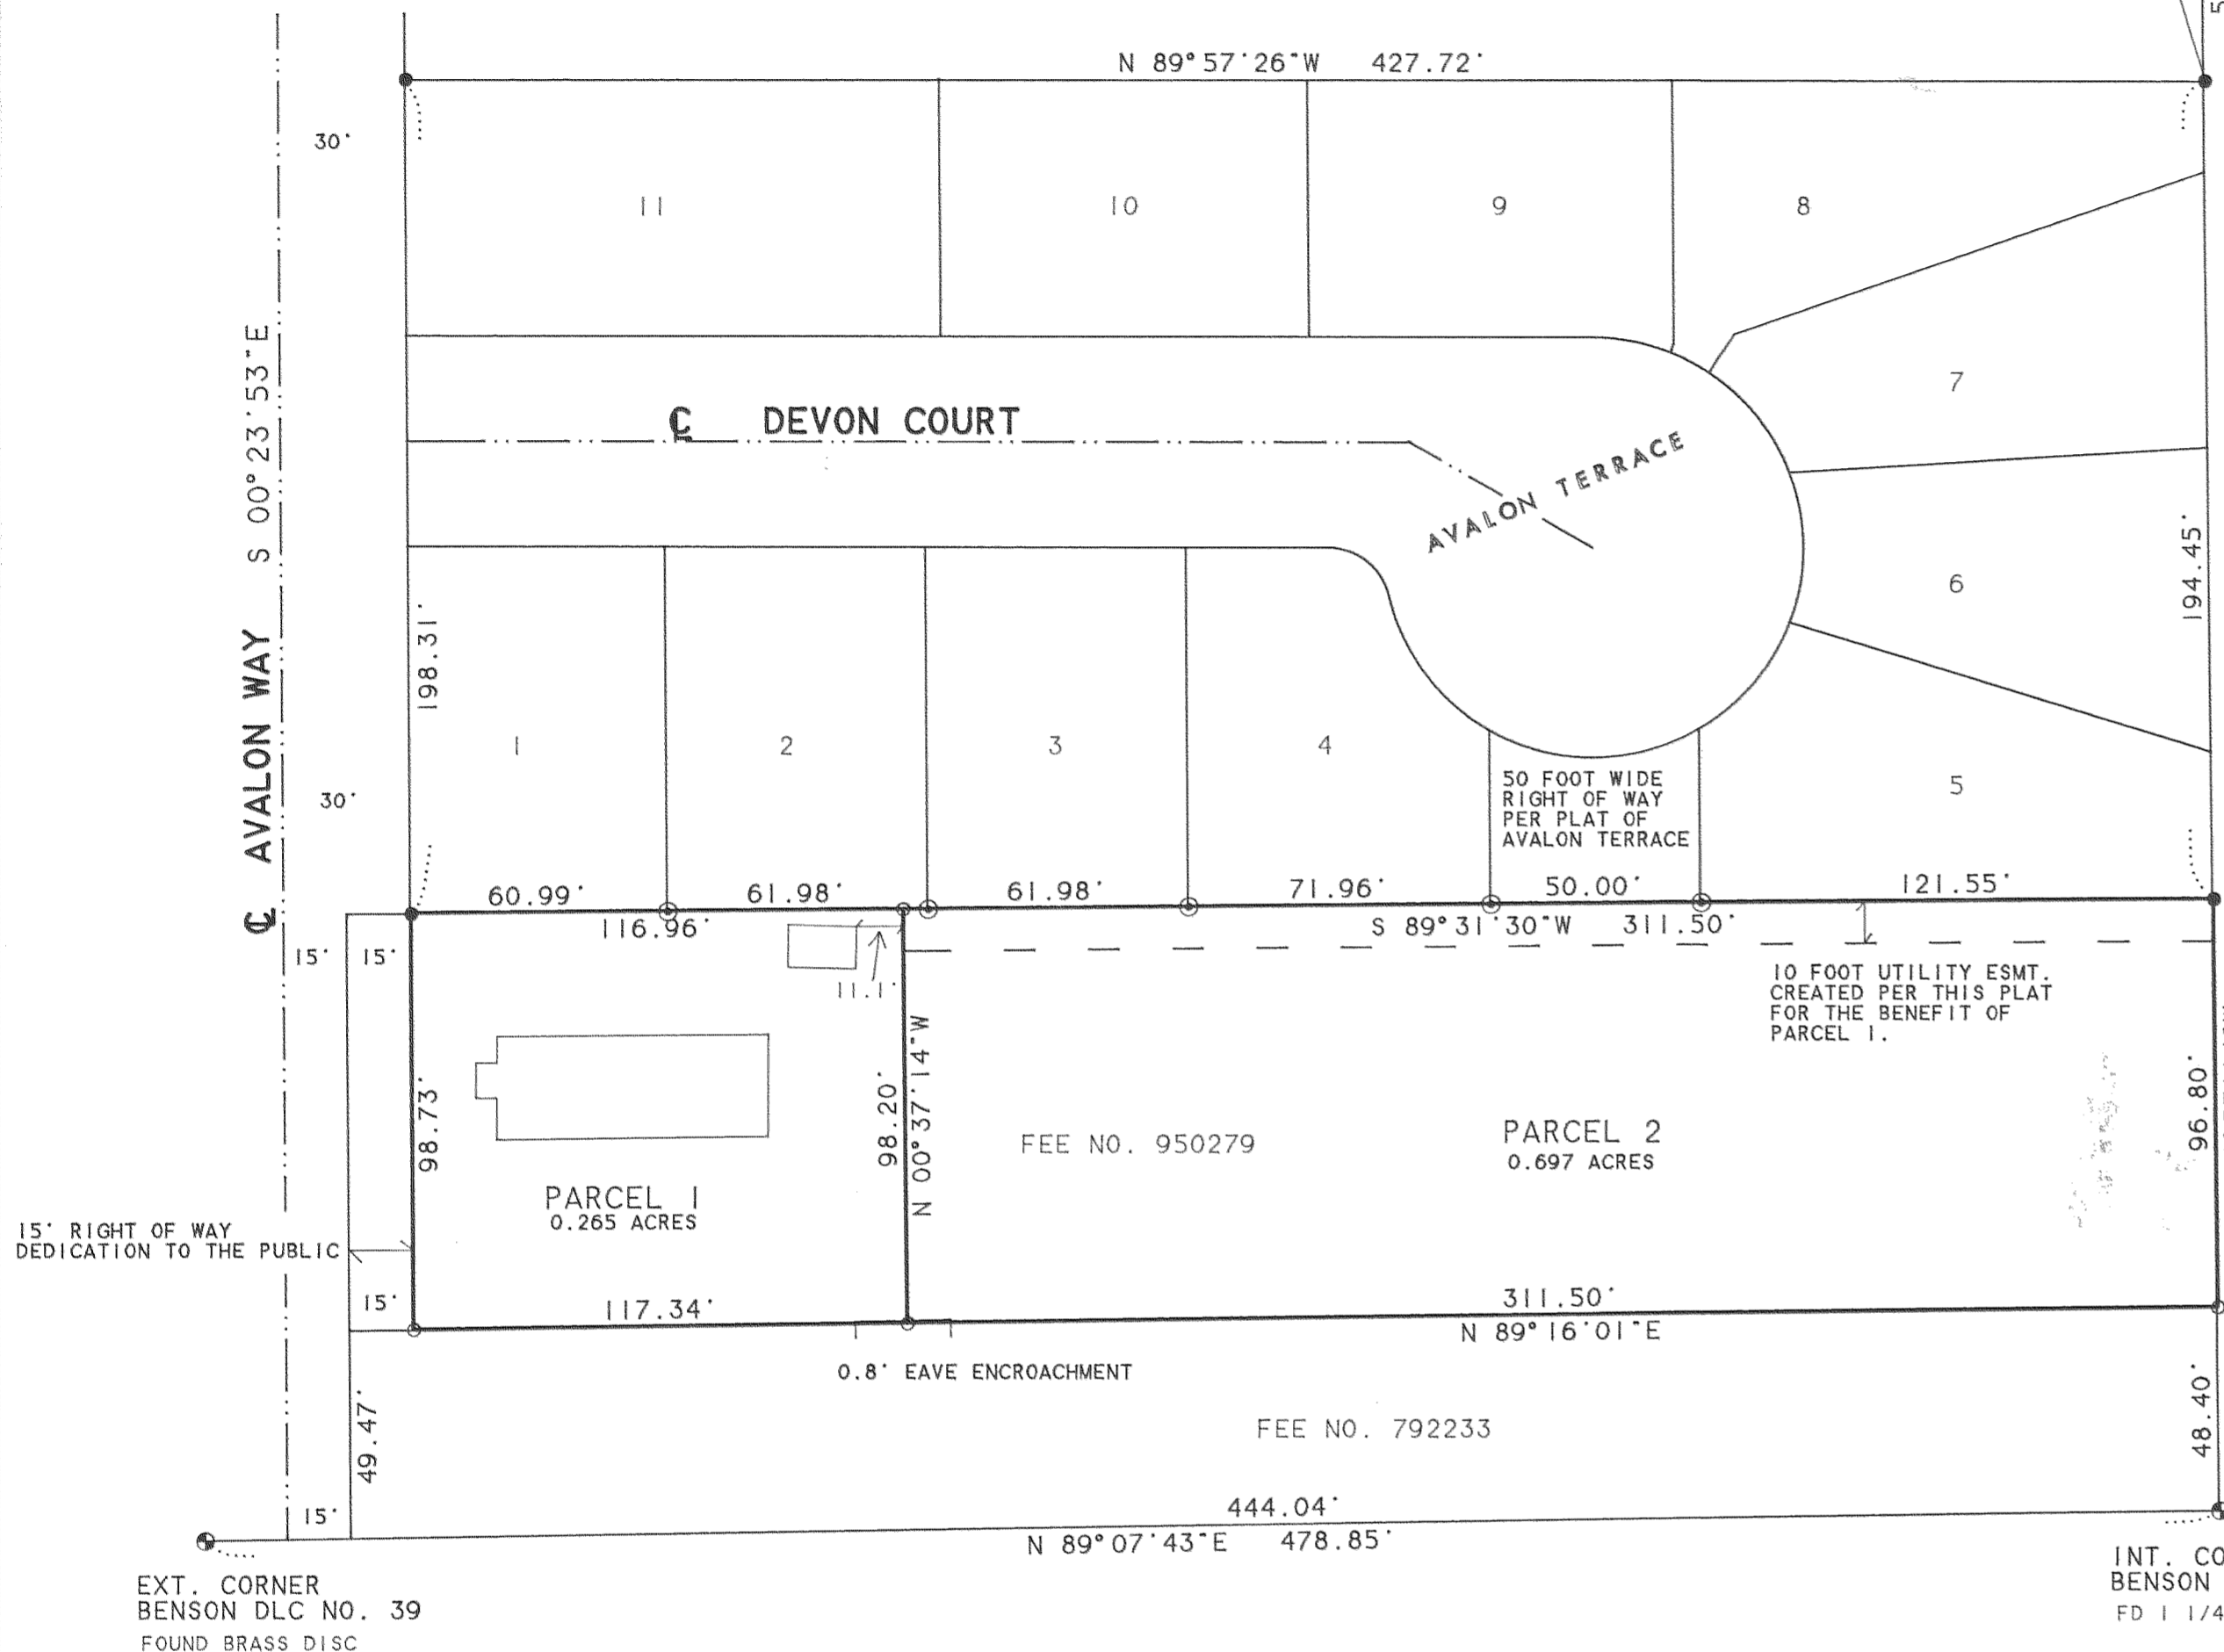 N 89°57'26"W 427.72'
30'
11
10
9
8
7
6
5
S 00°23'53"E
℄ AVALON WAY
℄ DEVON COURT
AVALON TERRACE
194.45'
198.31'
1
2
3
4
30'
50 FOOT WIDE
RIGHT OF WAY
PER PLAT OF
AVALON TERRACE
60.99'
61.98'
61.98'
71.96'
50.00'
121.55'
116.96'
S 89°31'30"W 311.50'
15'
15'
11.1'
10 FOOT UTILITY ESMT.
CREATED PER THIS PLAT
FOR THE BENEFIT OF
PARCEL 1.
98.73'
98.20'
N 00°37'14"W
96.80'
FEE NO. 950279
PARCEL 2
0.697 ACRES
PARCEL 1
0.265 ACRES
15' RIGHT OF WAY
DEDICATION TO THE PUBLIC
15'
117.34'
311.50'
N 89°16'01"E
0.8' EAVE ENCROACHMENT
49.47'
48.40'
FEE NO. 792233
15'
444.04'
N 89°07'43"E 478.85'
EXT. CORNER
BENSON DLC NO. 39
FOUND BRASS DISC
INT. CO
BENSON
FD 1 1/4